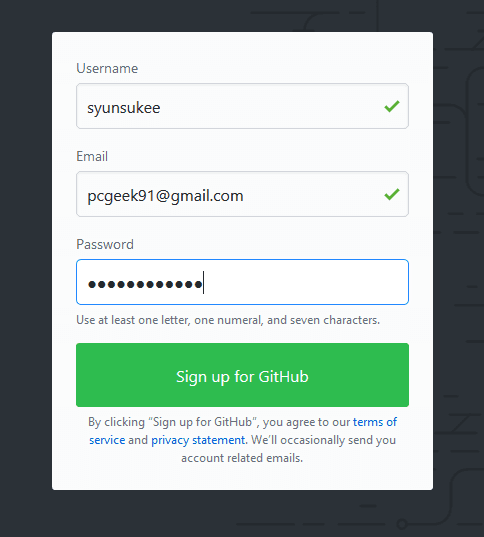 Username
syunsukee
Email
pcgeek91@gmail.com
Password
●●●●●●●●●●●●
Use at least one letter, one numeral, and seven characters.
Sign up for GitHub
By clicking “Sign up for GitHub”, you agree to our terms of
service and privacy statement. We’ll occasionally send you
account related emails.